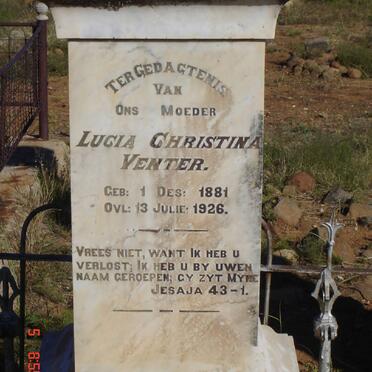 Ter Gedagtenis
Van
Ons Moeder
Lucia Christina
Venter.
Geb: 1 Des: 1881
Ovl: 13 Julie 1926.
Vrees niet, want Ik heb u
verlost; Ik heb u by uwen
naam geroepen; gy zyt Myne
Jesaja 43-1.